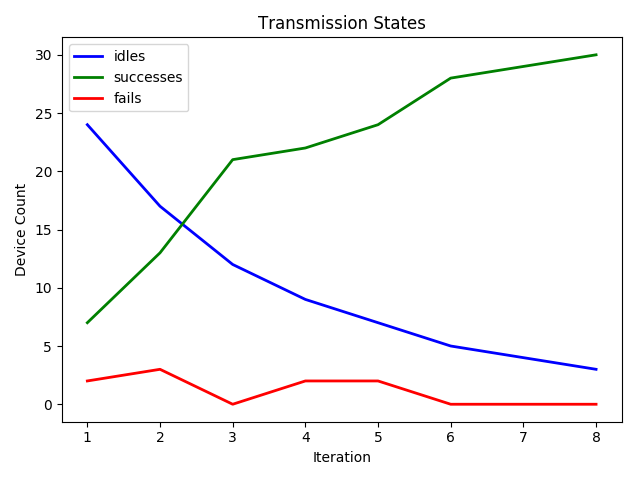 Transmission States
idles
successes
fails
Device Count
30
25
20
15
10
5
0
1 2 3 4 5 6 7 8
Iteration